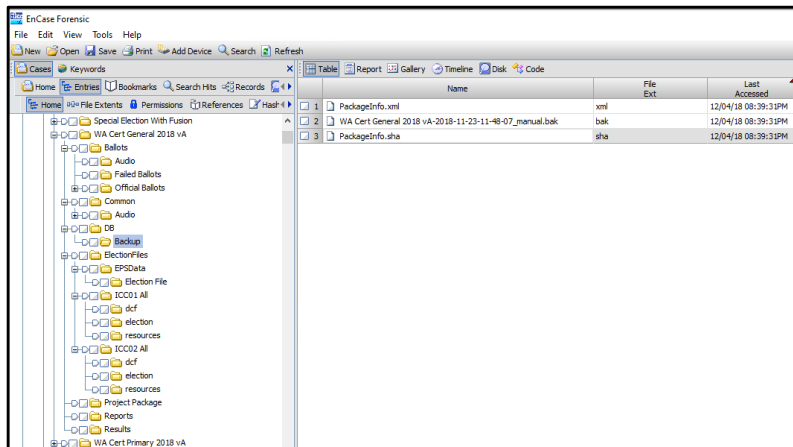 EnCase Forensic
File Edit View Tools Help
New Open Save Print Add Device Search Refresh
Cases Keywords
Home Entries Bookmarks Search Hits Records
Home File Extents Permissions References Hash
Special Election With Fusion
WA Cert General 2018 vA
Ballots
Audio
Failed Ballots
Official Ballots
Common
Audio
DB
Backup
ElectionFiles
EPSData
Election File
ICC01 All
dcf
election
resources
ICC02 All
dcf
election
resources
Project Package
Reports
Results
WA Cert Primary 2018 vA
Table Report Gallery Timeline Disk Code
Name File Ext Last Accessed
1 PackageInfo.xml xml 12/04/18 08:39:31PM
2 WA Cert General 2018 vA-2018-11-23-11-48-07_manual.bak bak 12/04/18 08:39:31PM
3 PackageInfo.sha sha 12/04/18 08:39:31PM